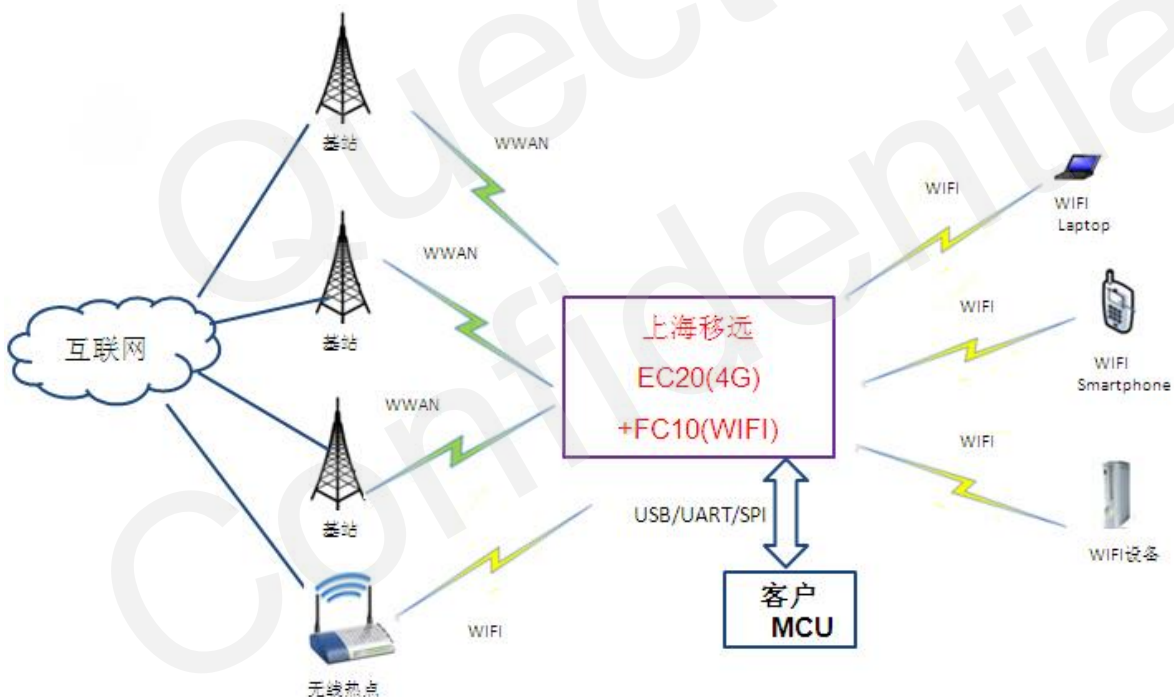 基站
WWAN
基站
WWAN
互联网
基站
WWAN
无线热点
WIFI
上海移远
EC20(4G)
+FC10(WIFI)
USB/UART/SPI
客户
MCU
WIFI
WIFI
Laptop
WIFI
WIFI
Smartphone
WIFI
WIFI设备
Quec
Confidentia